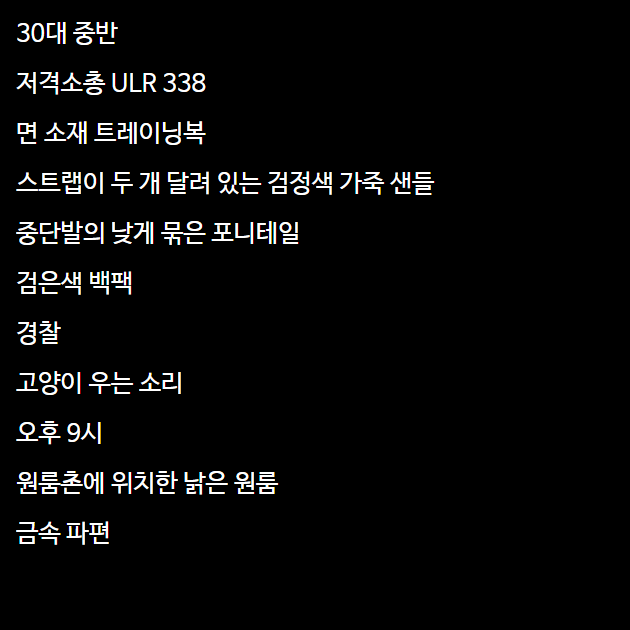 30대 중반
저격소총 ULR 338
면 소재 트레이닝복
스트랩이 두 개 달려 있는 검정색 가죽 샌들
중단발의 낮게 묶은 포니테일
검은색 백팩
경찰
고양이 우는 소리
오후 9시
원룸촌에 위치한 낡은 원룸
금속 파편